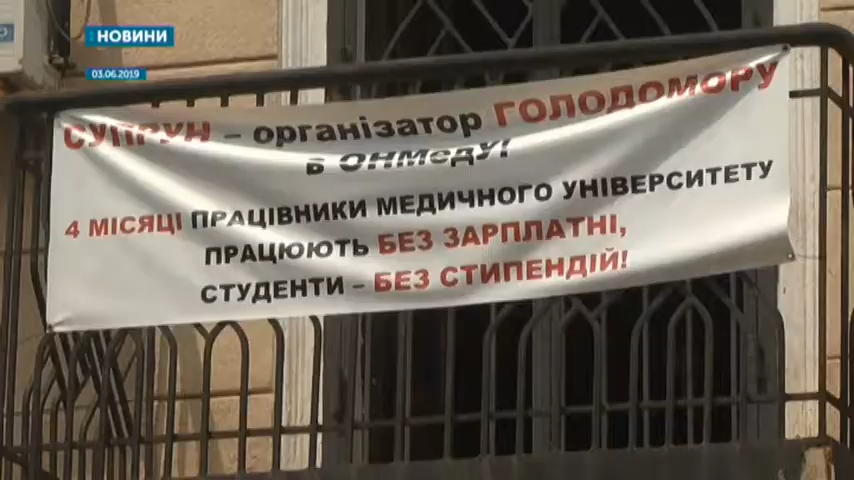 НОВИНИ
03.06.2019
СУПРУН – організатор ГОЛОДОМОРУ
в ОНМедУ!
4 МІСЯЦІ ПРАЦІВНИКИ МЕДИЧНОГО УНІВЕРСИТЕТУ
ПРАЦЮЮТЬ БЕЗ ЗАРПЛАТНІ,
СТУДЕНТИ – БЕЗ СТИПЕНДІЙ!